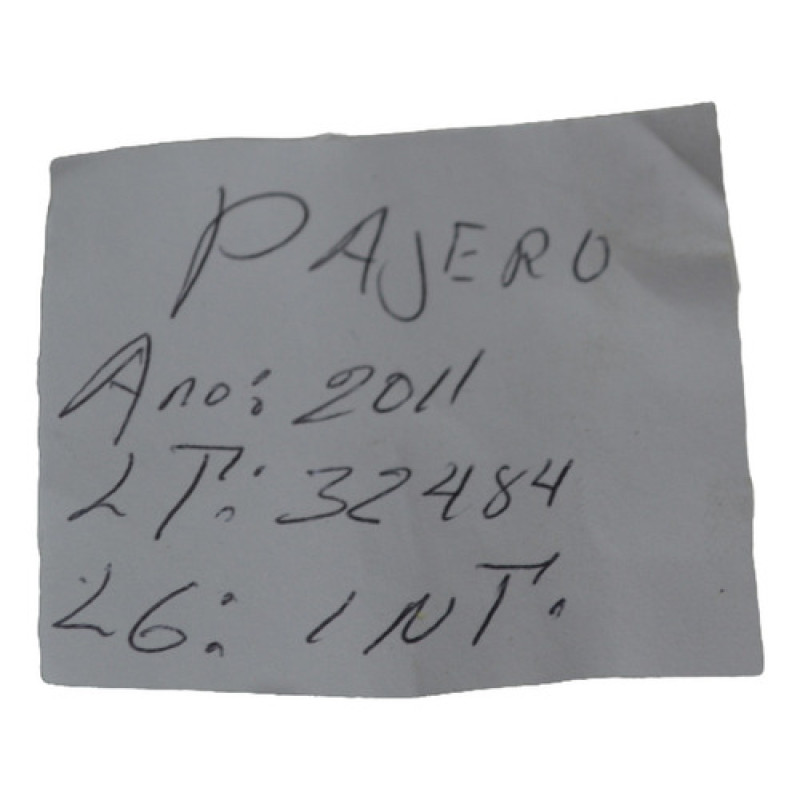 PAJERO
Ano: 2011
LT: 32484
LG: INT.